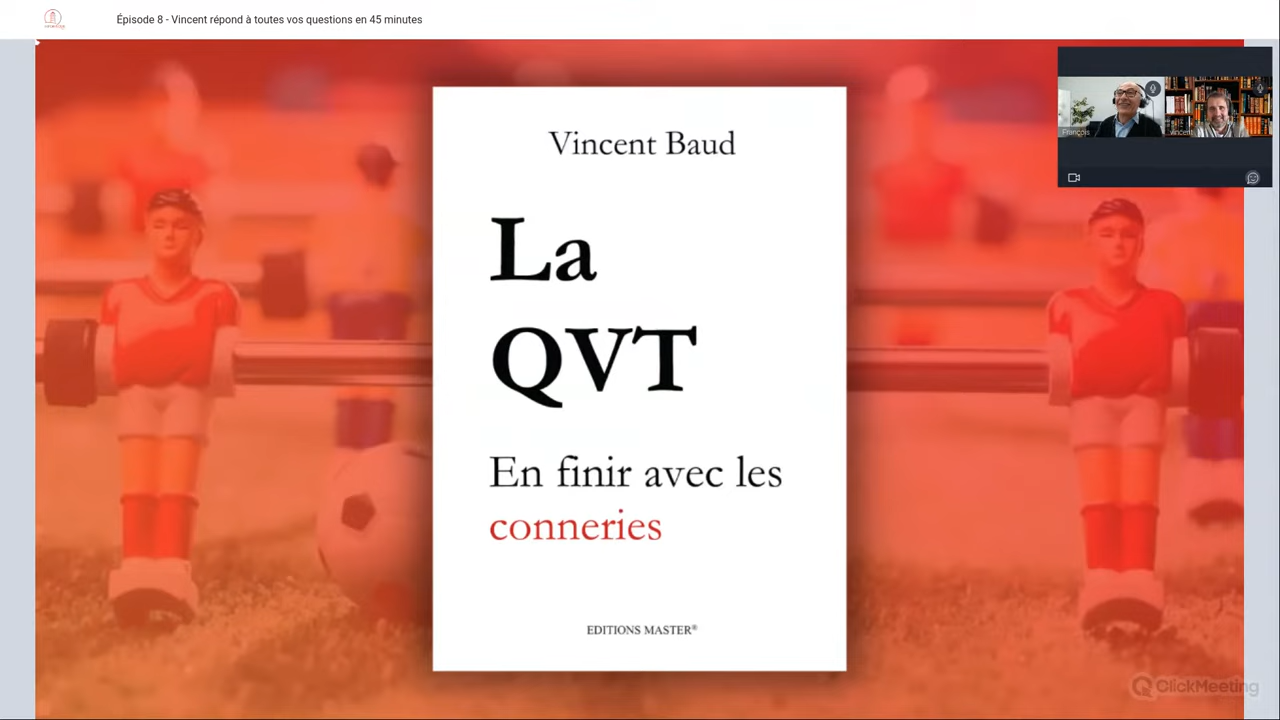 Épisode 8 - Vincent répond à toutes vos questions en 45 minutes
François
vincent
Vincent Baud
La
QVT
En finir avec les
conneries
EDITIONS MASTER®
ClickMeeting